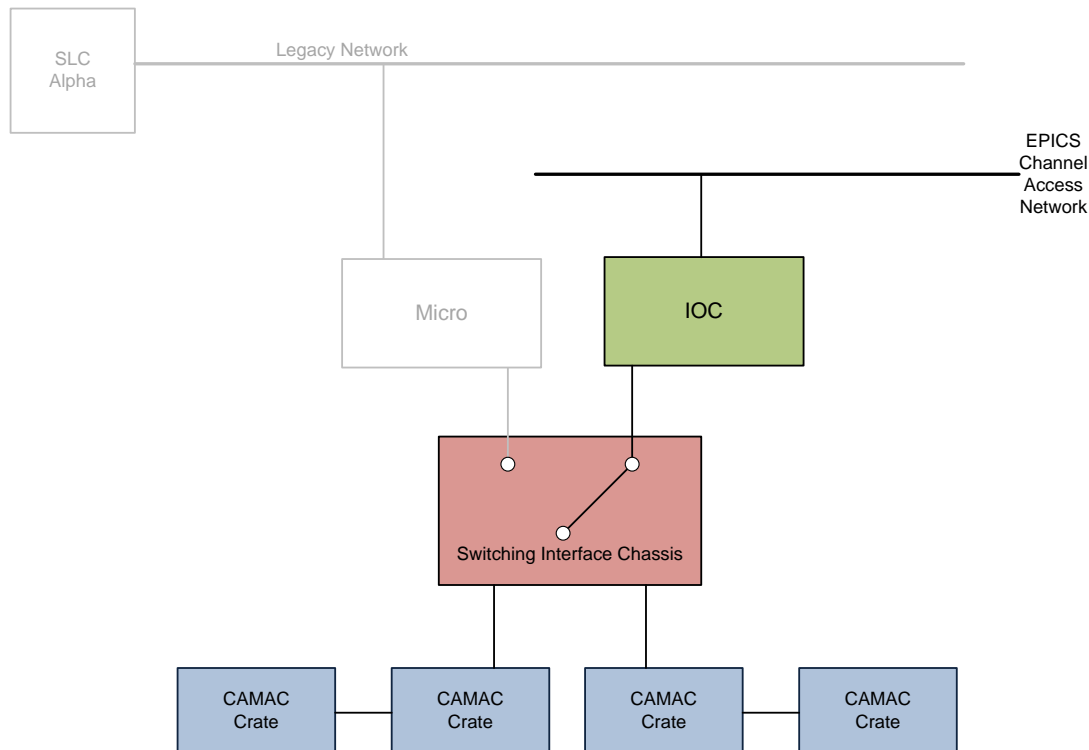 SLC
Alpha
Legacy Network
EPICS
Channel
Access
Network
Micro
IOC
Switching Interface Chassis
CAMAC
Crate
CAMAC
Crate
CAMAC
Crate
CAMAC
Crate